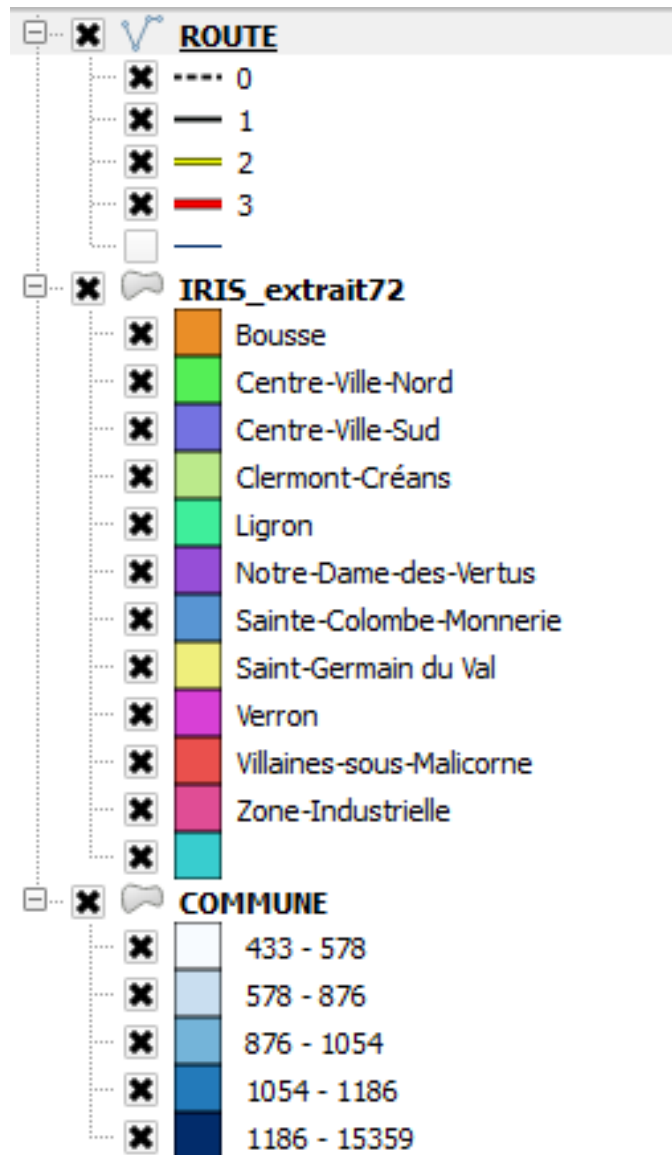 ROUTE
0
1
2
3
IRIS_extrait72
Bousse
Centre-Ville-Nord
Centre-Ville-Sud
Clermont-Créans
Ligron
Notre-Dame-des-Vertus
Sainte-Colombe-Monnerie
Saint-Germain du Val
Verron
Villaines-sous-Malicorne
Zone-Industrielle
COMMUNE
433 - 578
578 - 876
876 - 1054
1054 - 1186
1186 - 15359